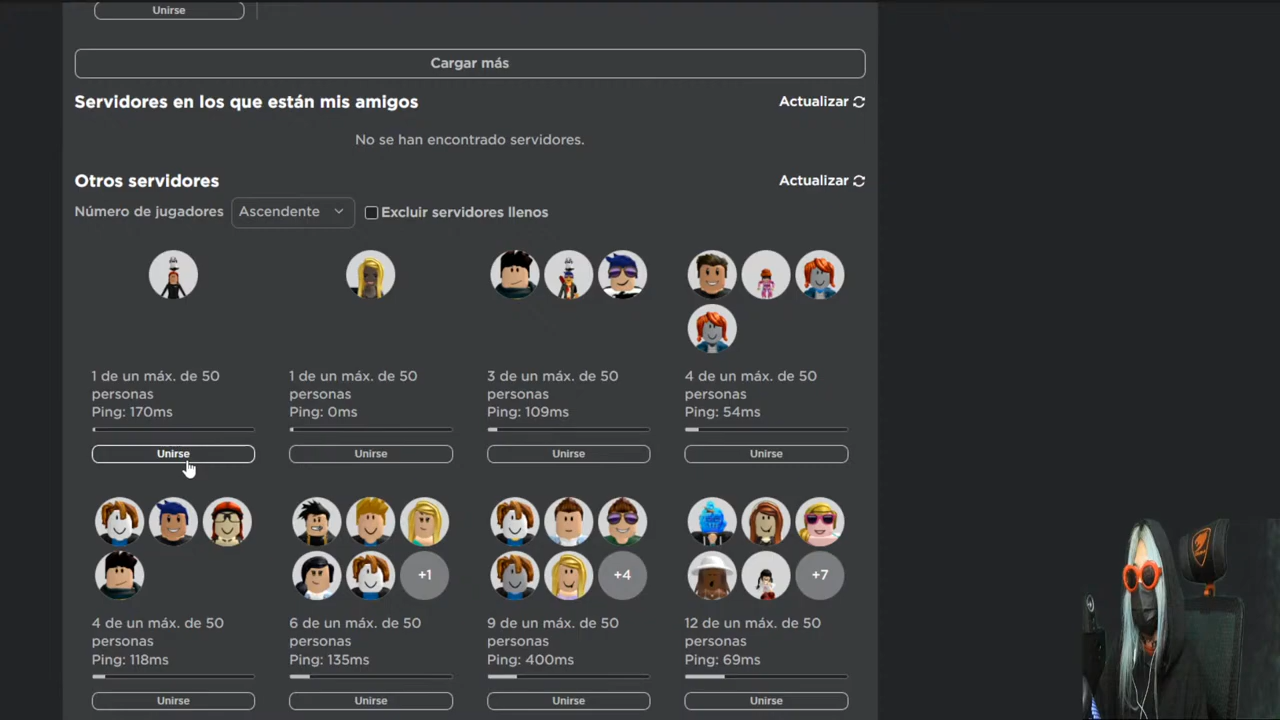 Unirse
Cargar más
Servidores en los que están mis amigos
Actualizar
No se han encontrado servidores.
Otros servidores
Actualizar
Número de jugadores
Ascendente
Excluir servidores llenos
1 de un máx. de 50
personas
Ping: 170ms
Unirse
1 de un máx. de 50
personas
Ping: 0ms
Unirse
3 de un máx. de 50
personas
Ping: 109ms
Unirse
4 de un máx. de 50
personas
Ping: 54ms
Unirse
4 de un máx. de 50
personas
Ping: 118ms
Unirse
+1
6 de un máx. de 50
personas
Ping: 135ms
Unirse
+4
9 de un máx. de 50
personas
Ping: 400ms
Unirse
+7
12 de un máx. de 50
personas
Ping: 69ms
Unirse